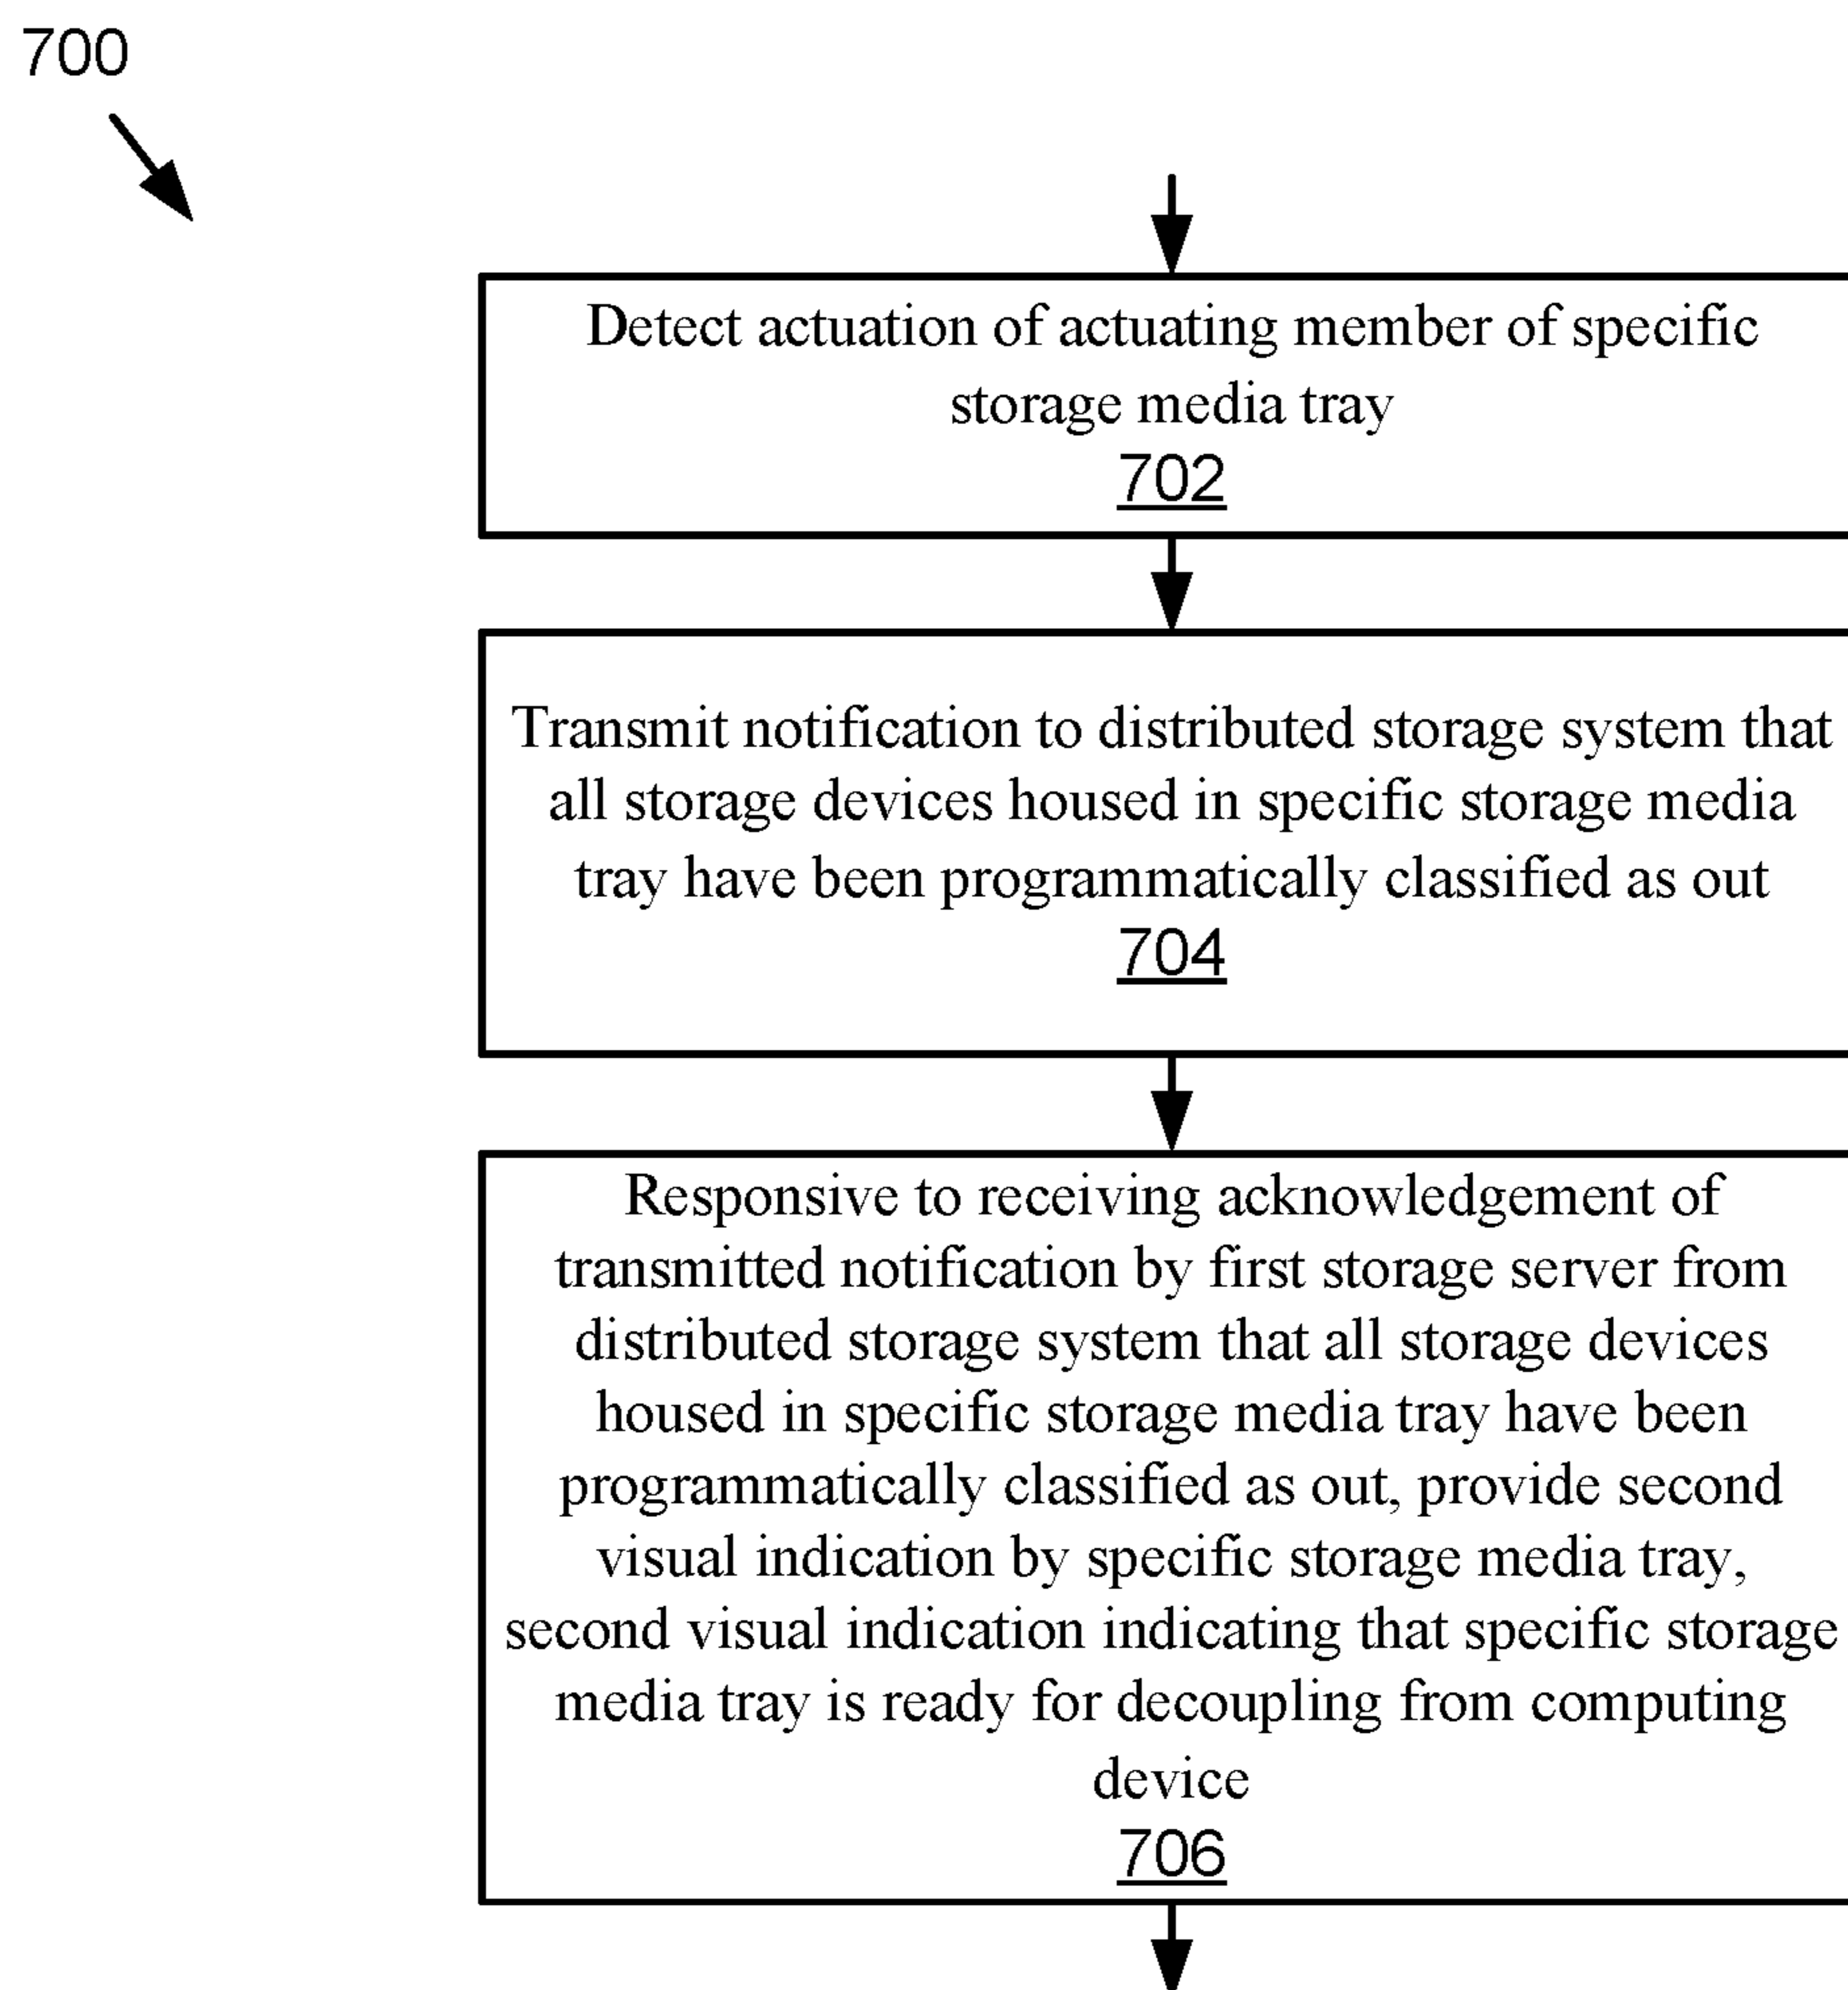 700
Detect actuation of actuating member of specific
storage media tray
702
Transmit notification to distributed storage system that
all storage devices housed in specific storage media
tray have been programmatically classified as out
704
Responsive to receiving acknowledgement of
transmitted notification by first storage server from
distributed storage system that all storage devices
housed in specific storage media tray have been
programmatically classified as out, provide second
visual indication by specific storage media tray,
second visual indication indicating that specific storage
media tray is ready for decoupling from computing
device
706